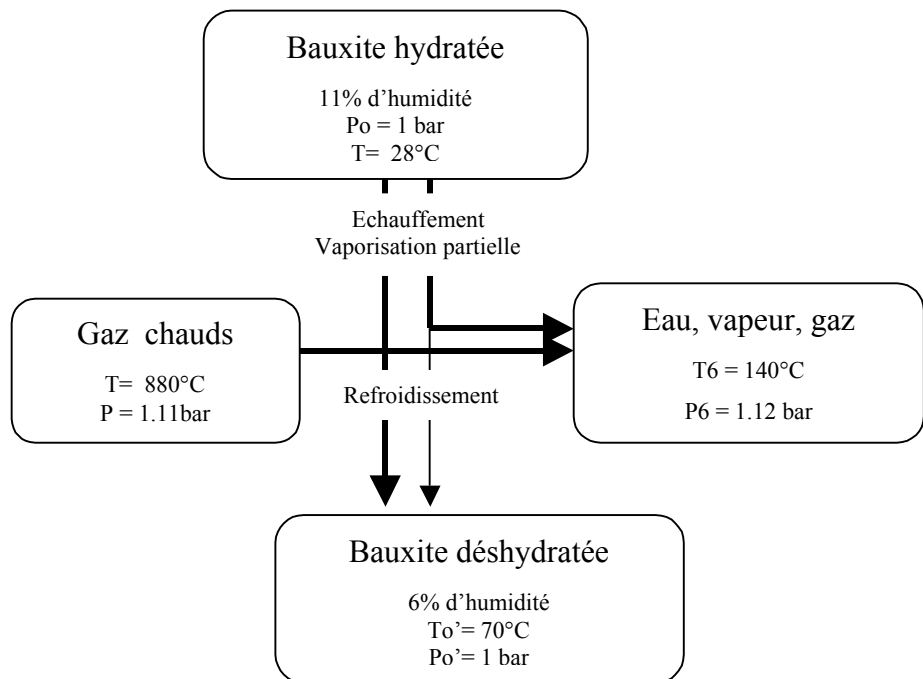 Bauxite hydratée
11% d’humidité
Po = 1 bar
T= 28°C
Echauffement
Vaporisation partielle
Gaz chauds
T= 880°C
P = 1.11bar
Eau, vapeur, gaz
T6 = 140°C
P6 = 1.12 bar
Refroidissement
Bauxite déshydratée
6% d’humidité
To’= 70°C
Po’= 1 bar